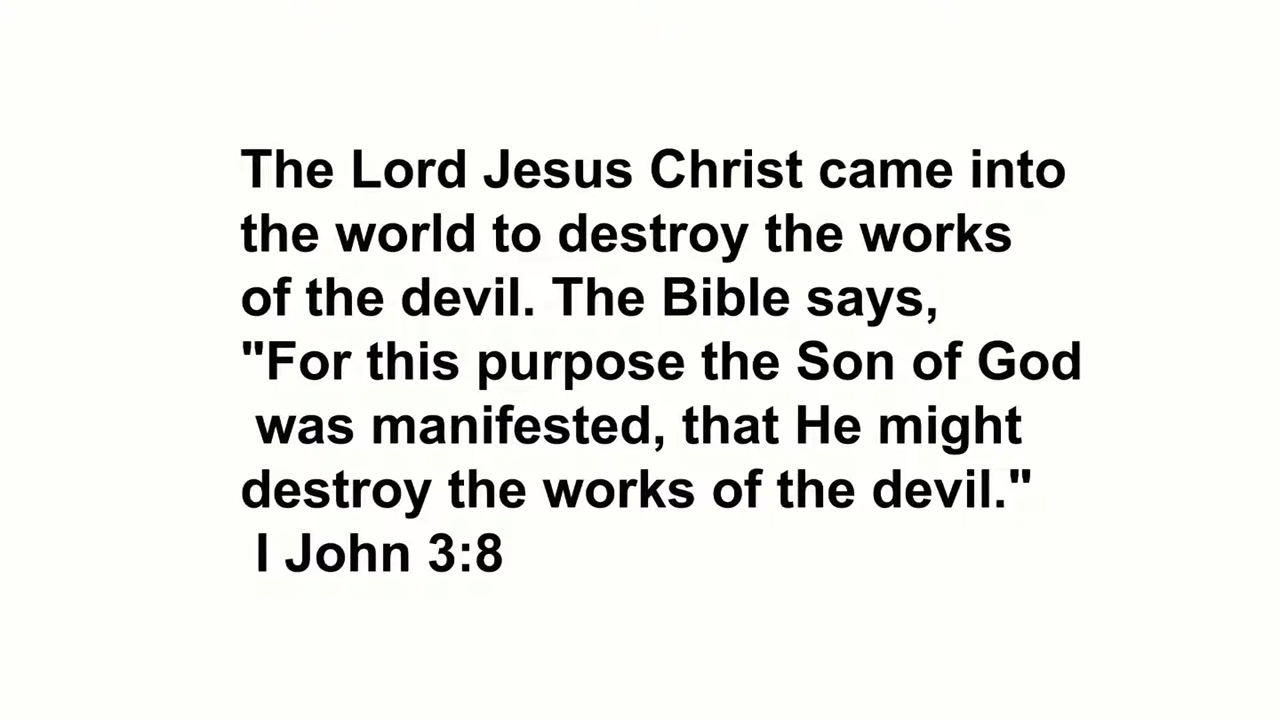 The Lord Jesus Christ came into
the world to destroy the works
of the devil. The Bible says,
"For this purpose the Son of God
was manifested, that He might
destroy the works of the devil."
I John 3:8